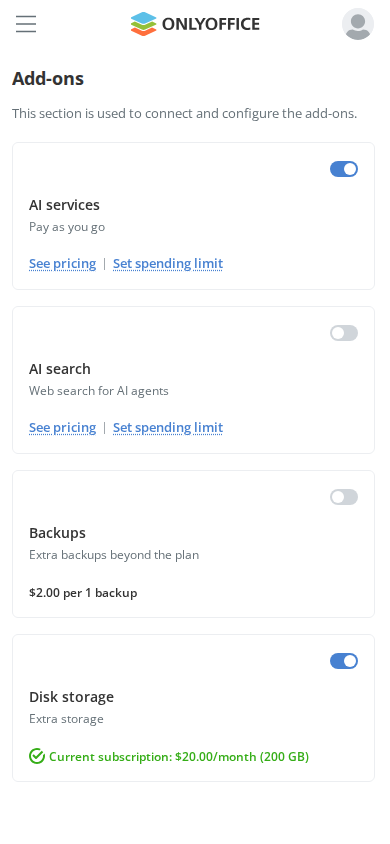 ONLYOFFICE
Add-ons
This section is used to connect and configure the add-ons.
AI services
Pay as you go
See pricing | Set spending limit
AI search
Web search for AI agents
See pricing | Set spending limit
Backups
Extra backups beyond the plan
$2.00 per 1 backup
Disk storage
Extra storage
Current subscription: $20.00/month (200 GB)